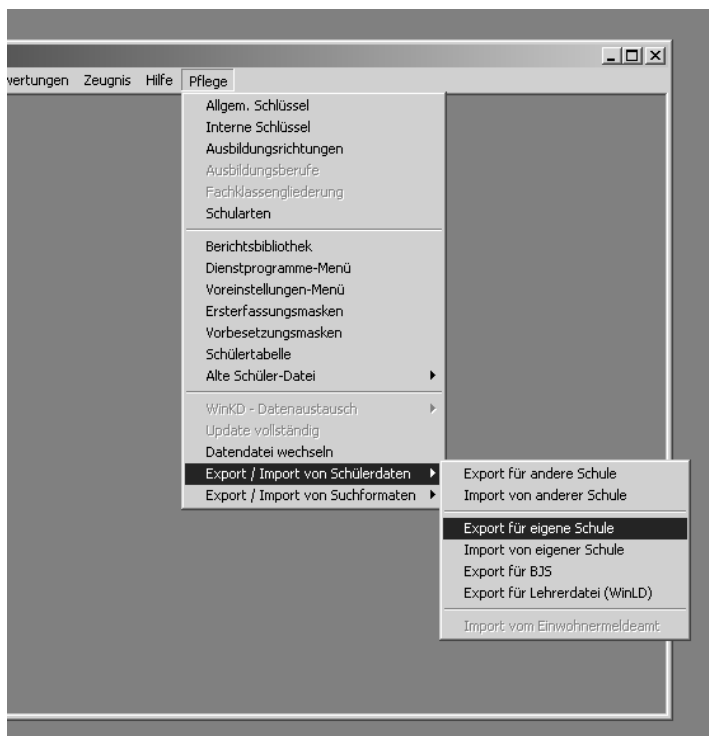 wertungen Zeugnis Hilfe Pflege
Allgem. Schlüssel
Interne Schlüssel
Ausbildungsrichtungen
Ausbildungsberufe
Fachklassengliederung
Schularten
Berichtsbibliothek
Dienstprogramme-Menü
Voreinstellungen-Menü
Ersterfassungsmasken
Vorbesetzungsmasken
Schülertabelle
Alte Schüler-Datei
WinKD - Datenaustausch
Update vollständig
Datendatei wechseln
Export / Import von Schülerdaten
Export / Import von Suchformaten
Export für andere Schule
Import von anderer Schule
Export für eigene Schule
Import von eigener Schule
Export für BJS
Export für Lehrerdatei (WinLD)
Import vom Einwohnermeldeamt